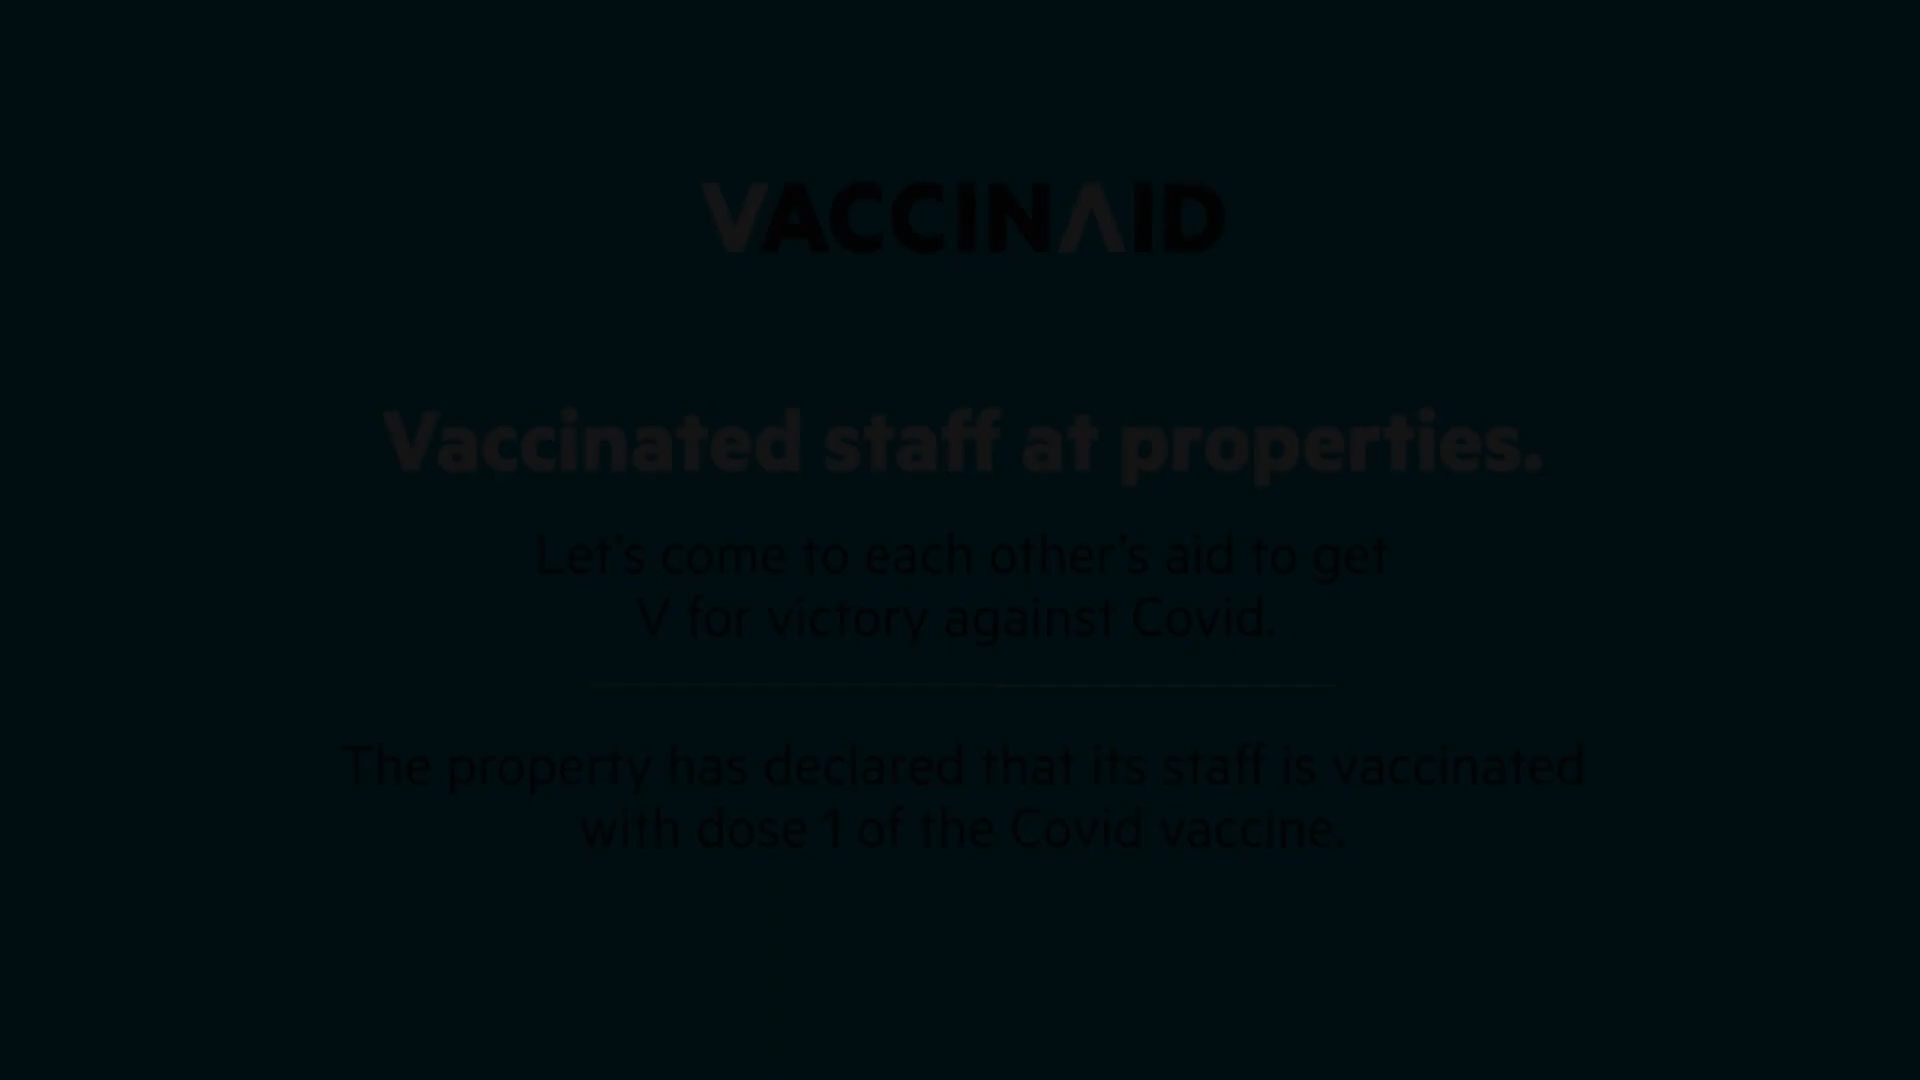 VACCINAID
Vaccinated staff at properties.
Let's come to each other's aid to get
V for victory against Covid.
The property has declared that its staff is vaccinated
with dose 1 of the Covid vaccine.